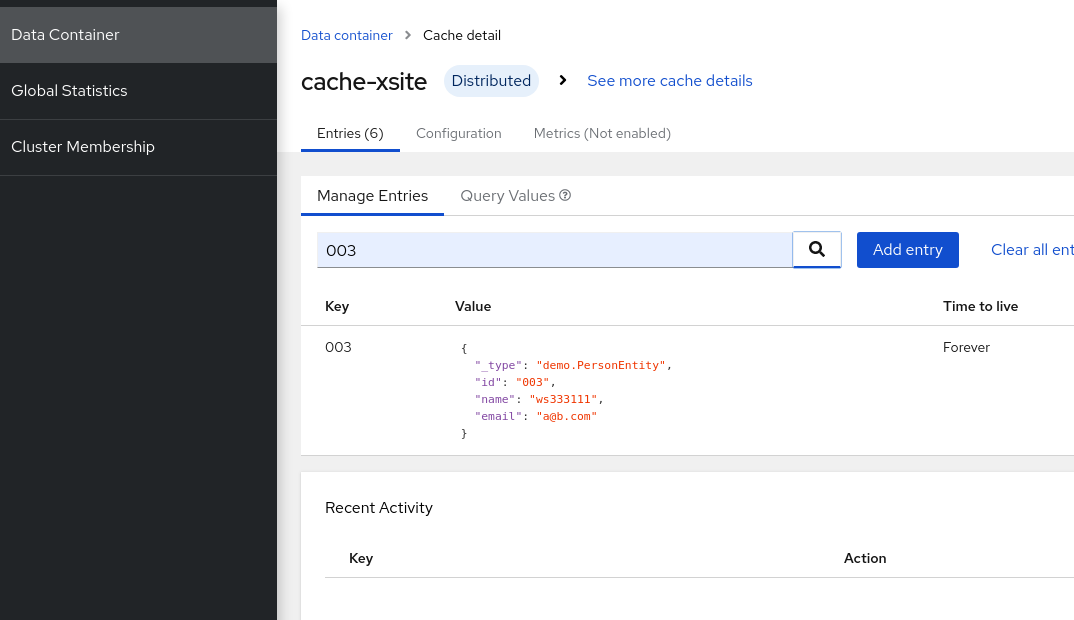 Data Container
Global Statistics
Cluster Membership
Data container > Cache detail
cache-xsite Distributed > See more cache details
Entries (6) Configuration Metrics (Not enabled)
Manage Entries Query Values
003 Add entry Clear all ent
Key Value Time to live
003 { Forever
"_type": "demo.PersonEntity",
"id": "003",
"name": "ws333111",
"email": "a@b.com"
}
Recent Activity
Key Action